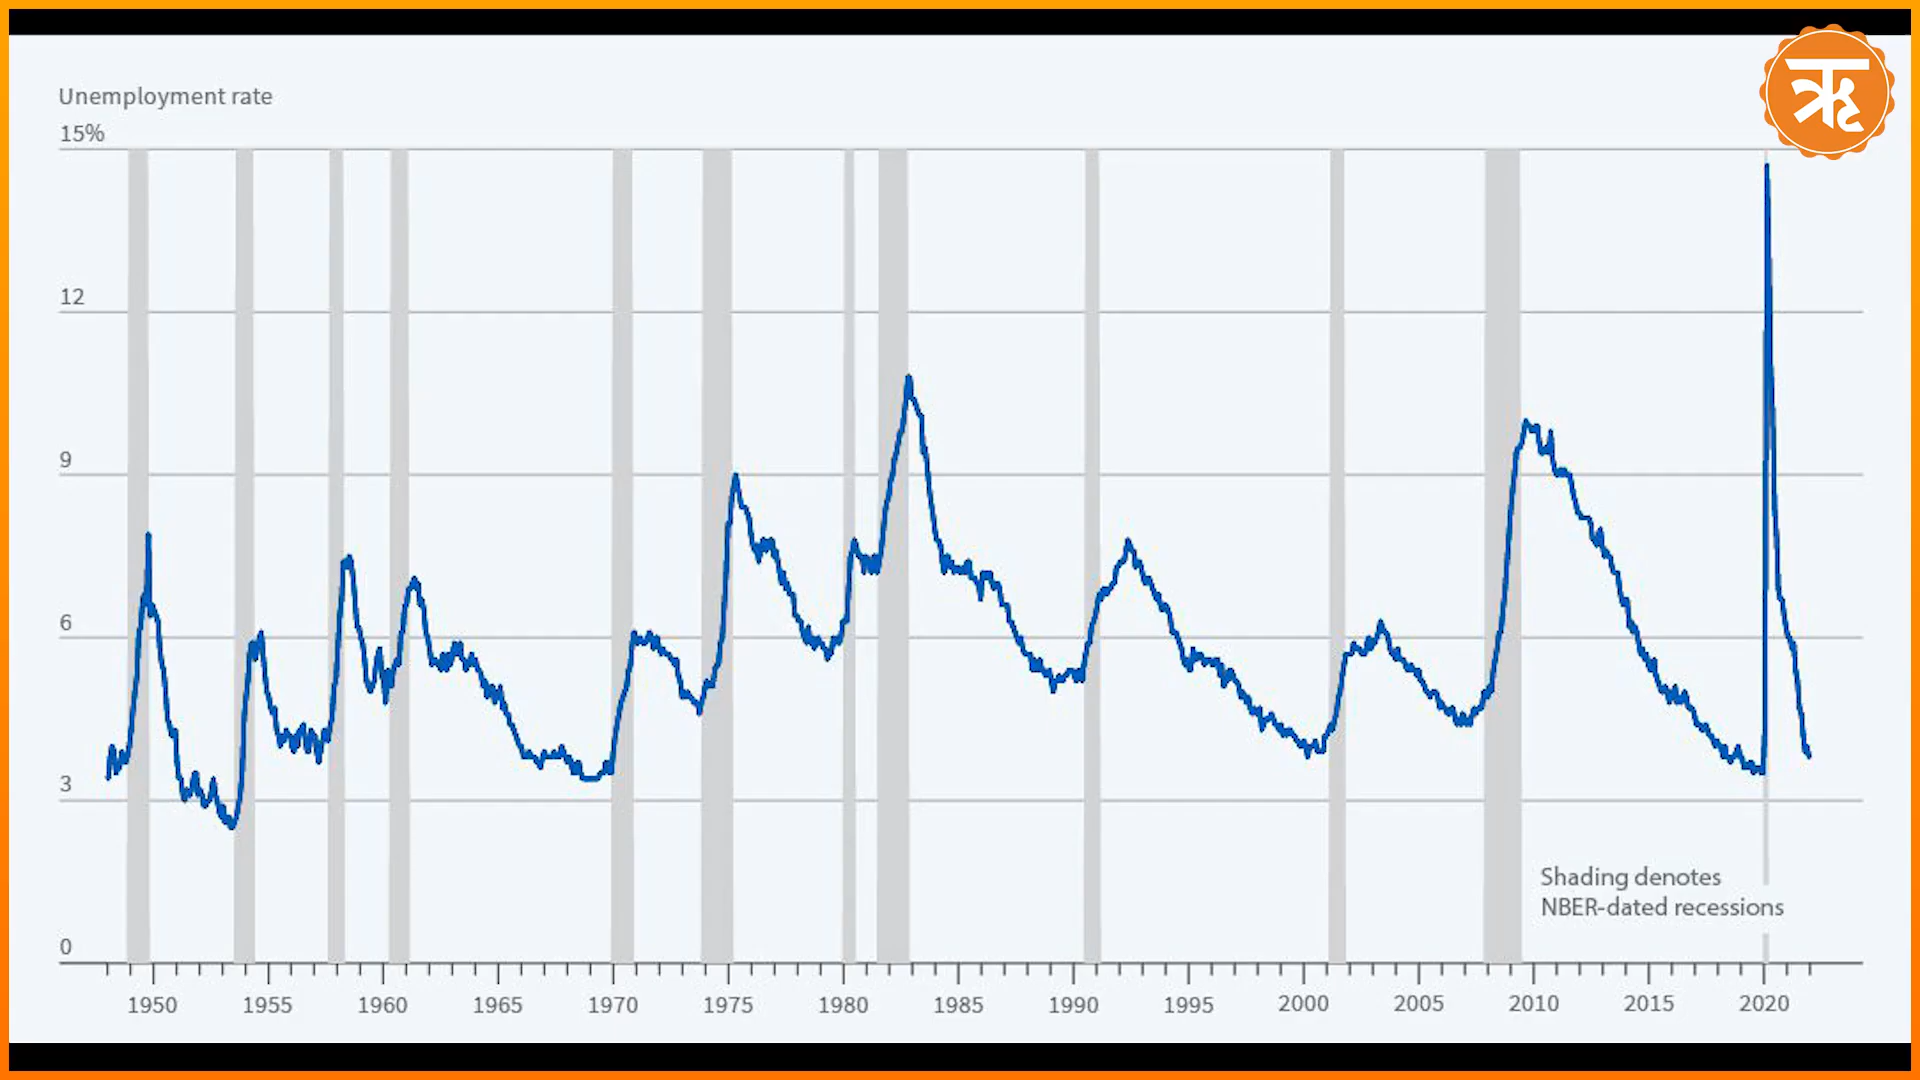 ऋ
Unemployment rate
15%
12
9
6
3
0
Shading denotes
NBER-dated recessions
1950 1955 1960 1965 1970 1975 1980 1985 1990 1995 2000 2005 2010 2015 2020